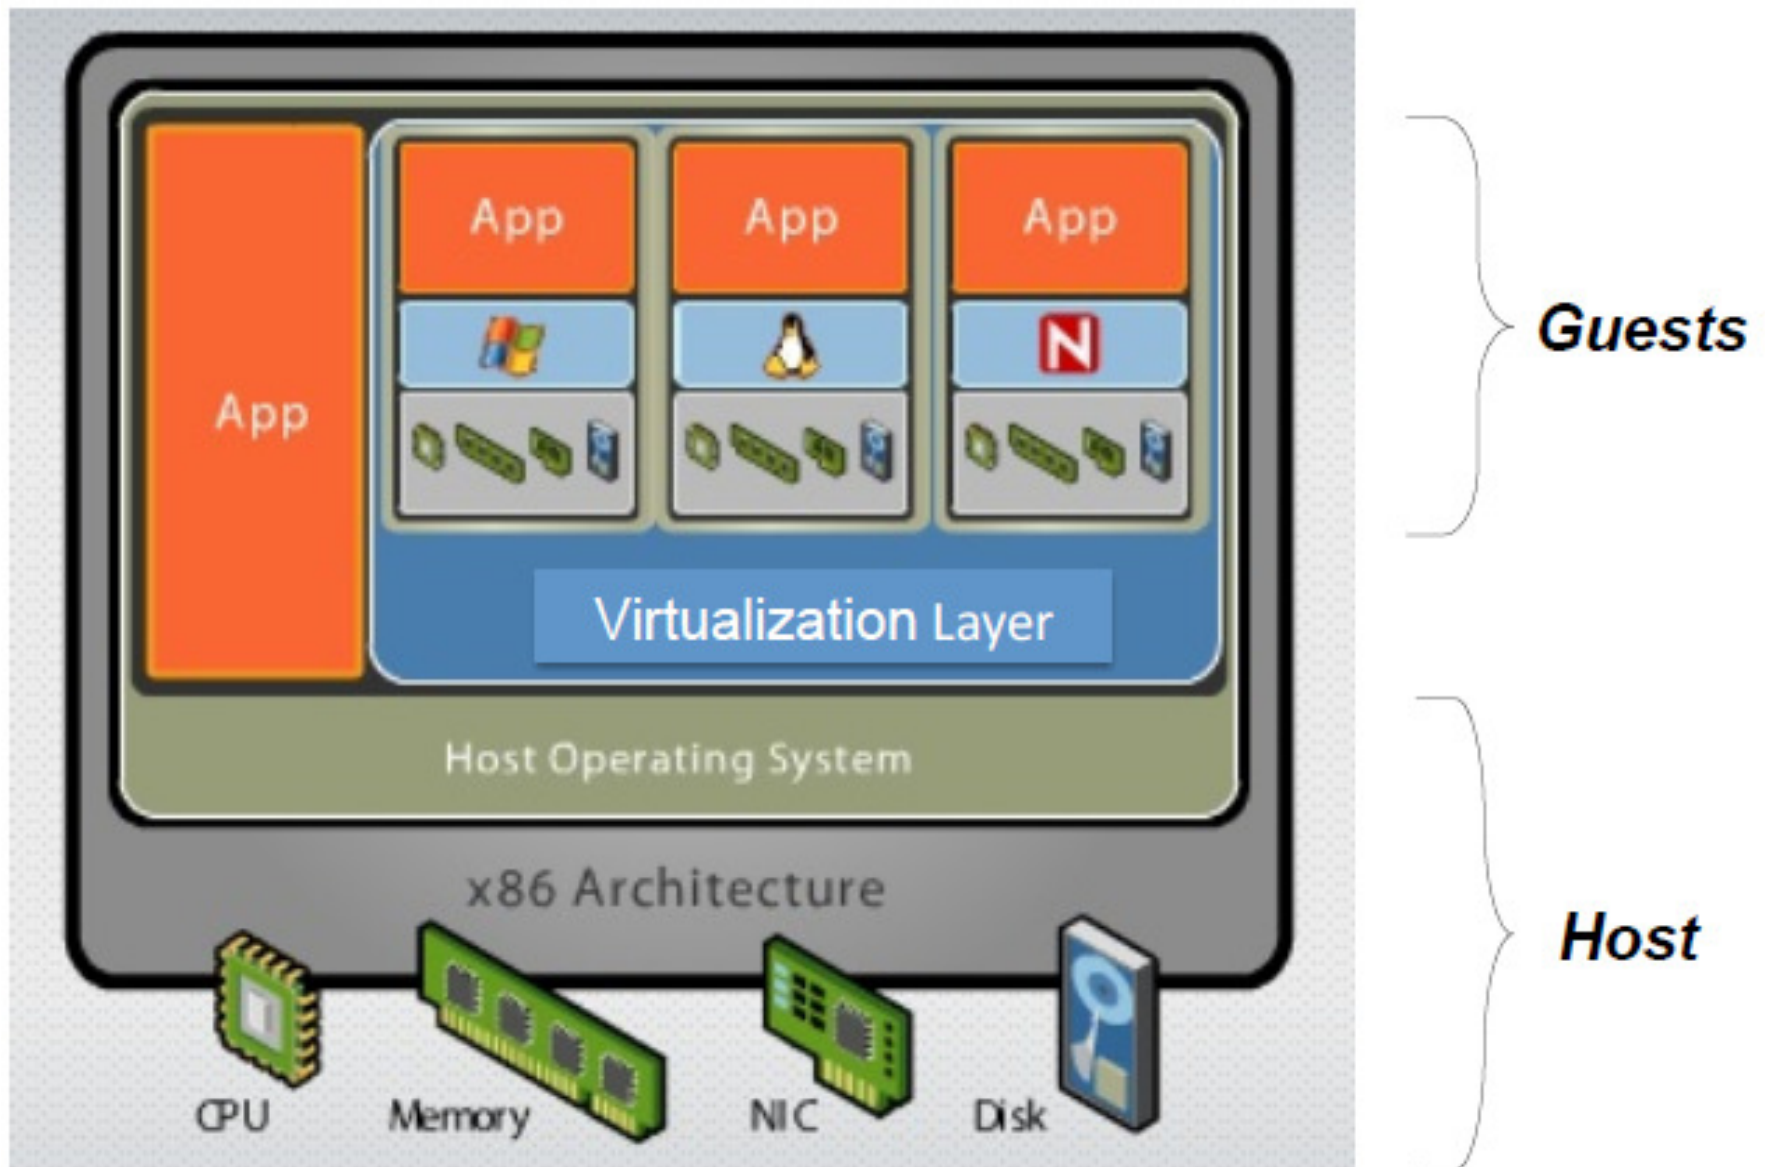 App
App
App
App
N
Guests
Virtualization Layer
Host Operating System
x86 Architecture
Host
CPU
Memory
NIC
Disk